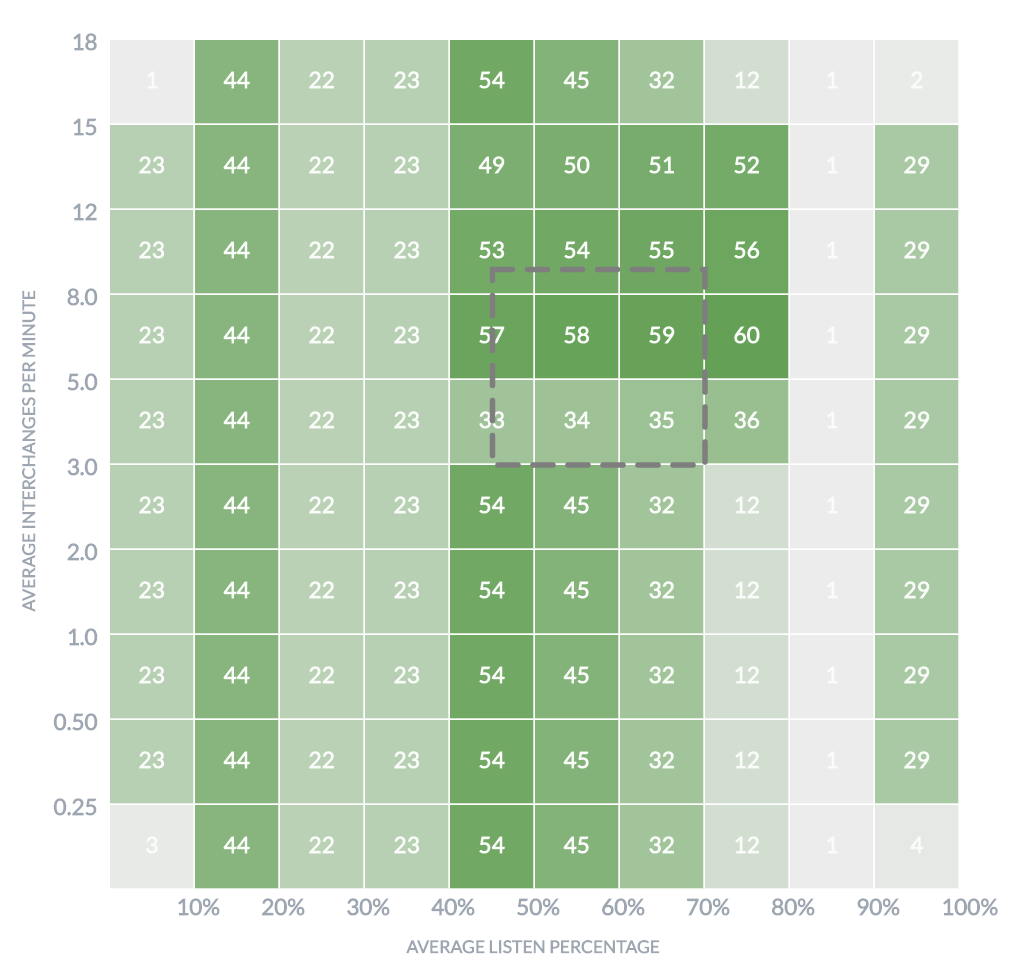 18
1 44 22 23 54 45 32 12 1 2
15
23 44 22 23 49 50 51 52 1 29
12
23 44 22 23 53 54 55 56 1 29
8.0
23 44 22 23 57 58 59 60 1 29
5.0
23 44 22 23 33 34 35 36 1 29
3.0
23 44 22 23 54 45 32 12 1 29
2.0
23 44 22 23 54 45 32 12 1 29
1.0
23 44 22 23 54 45 32 12 1 29
0.50
23 44 22 23 54 45 32 12 1 29
0.25
3 44 22 23 54 45 32 12 1 4
10% 20% 30% 40% 50% 60% 70% 80% 90% 100%
AVERAGE INTERCHANGES PER MINUTE
AVERAGE LISTEN PERCENTAGE